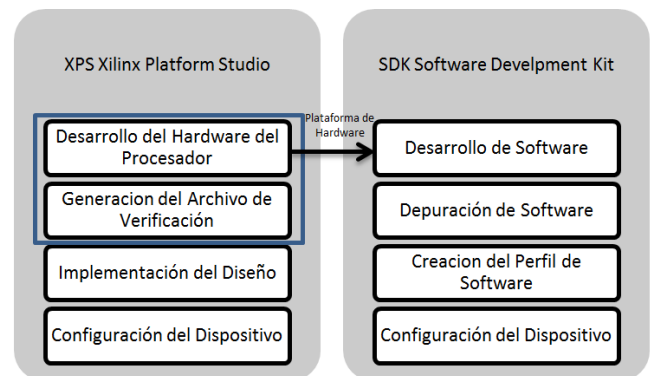 XPS Xilinx Platform Studio
Desarrollo del Hardware del
Procesador
Generacion del Archivo de
Verificación
Implementación del Diseño
Configuración del Dispositivo
Plataforma de
Hardware
SDK Software Develpment Kit
Desarrollo de Software
Depuración de Software
Creacion del Perfil de
Software
Configuración del Dispositivo